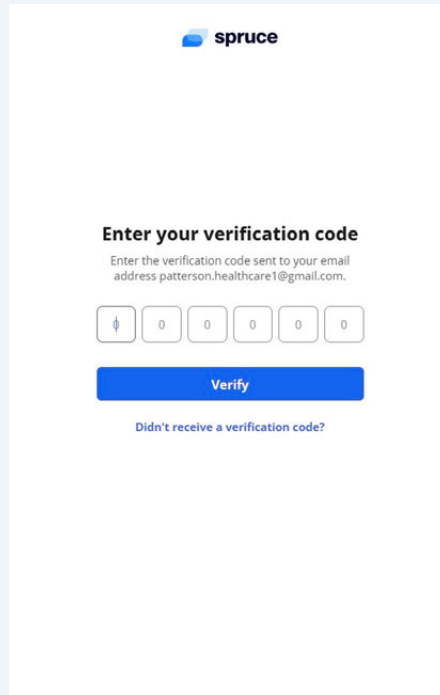 spruce
Enter your verification code
Enter the verification code sent to your email
address patterson.healthcare1@gmail.com.
0 0 0 0 0 0
Verify
Didn't receive a verification code?